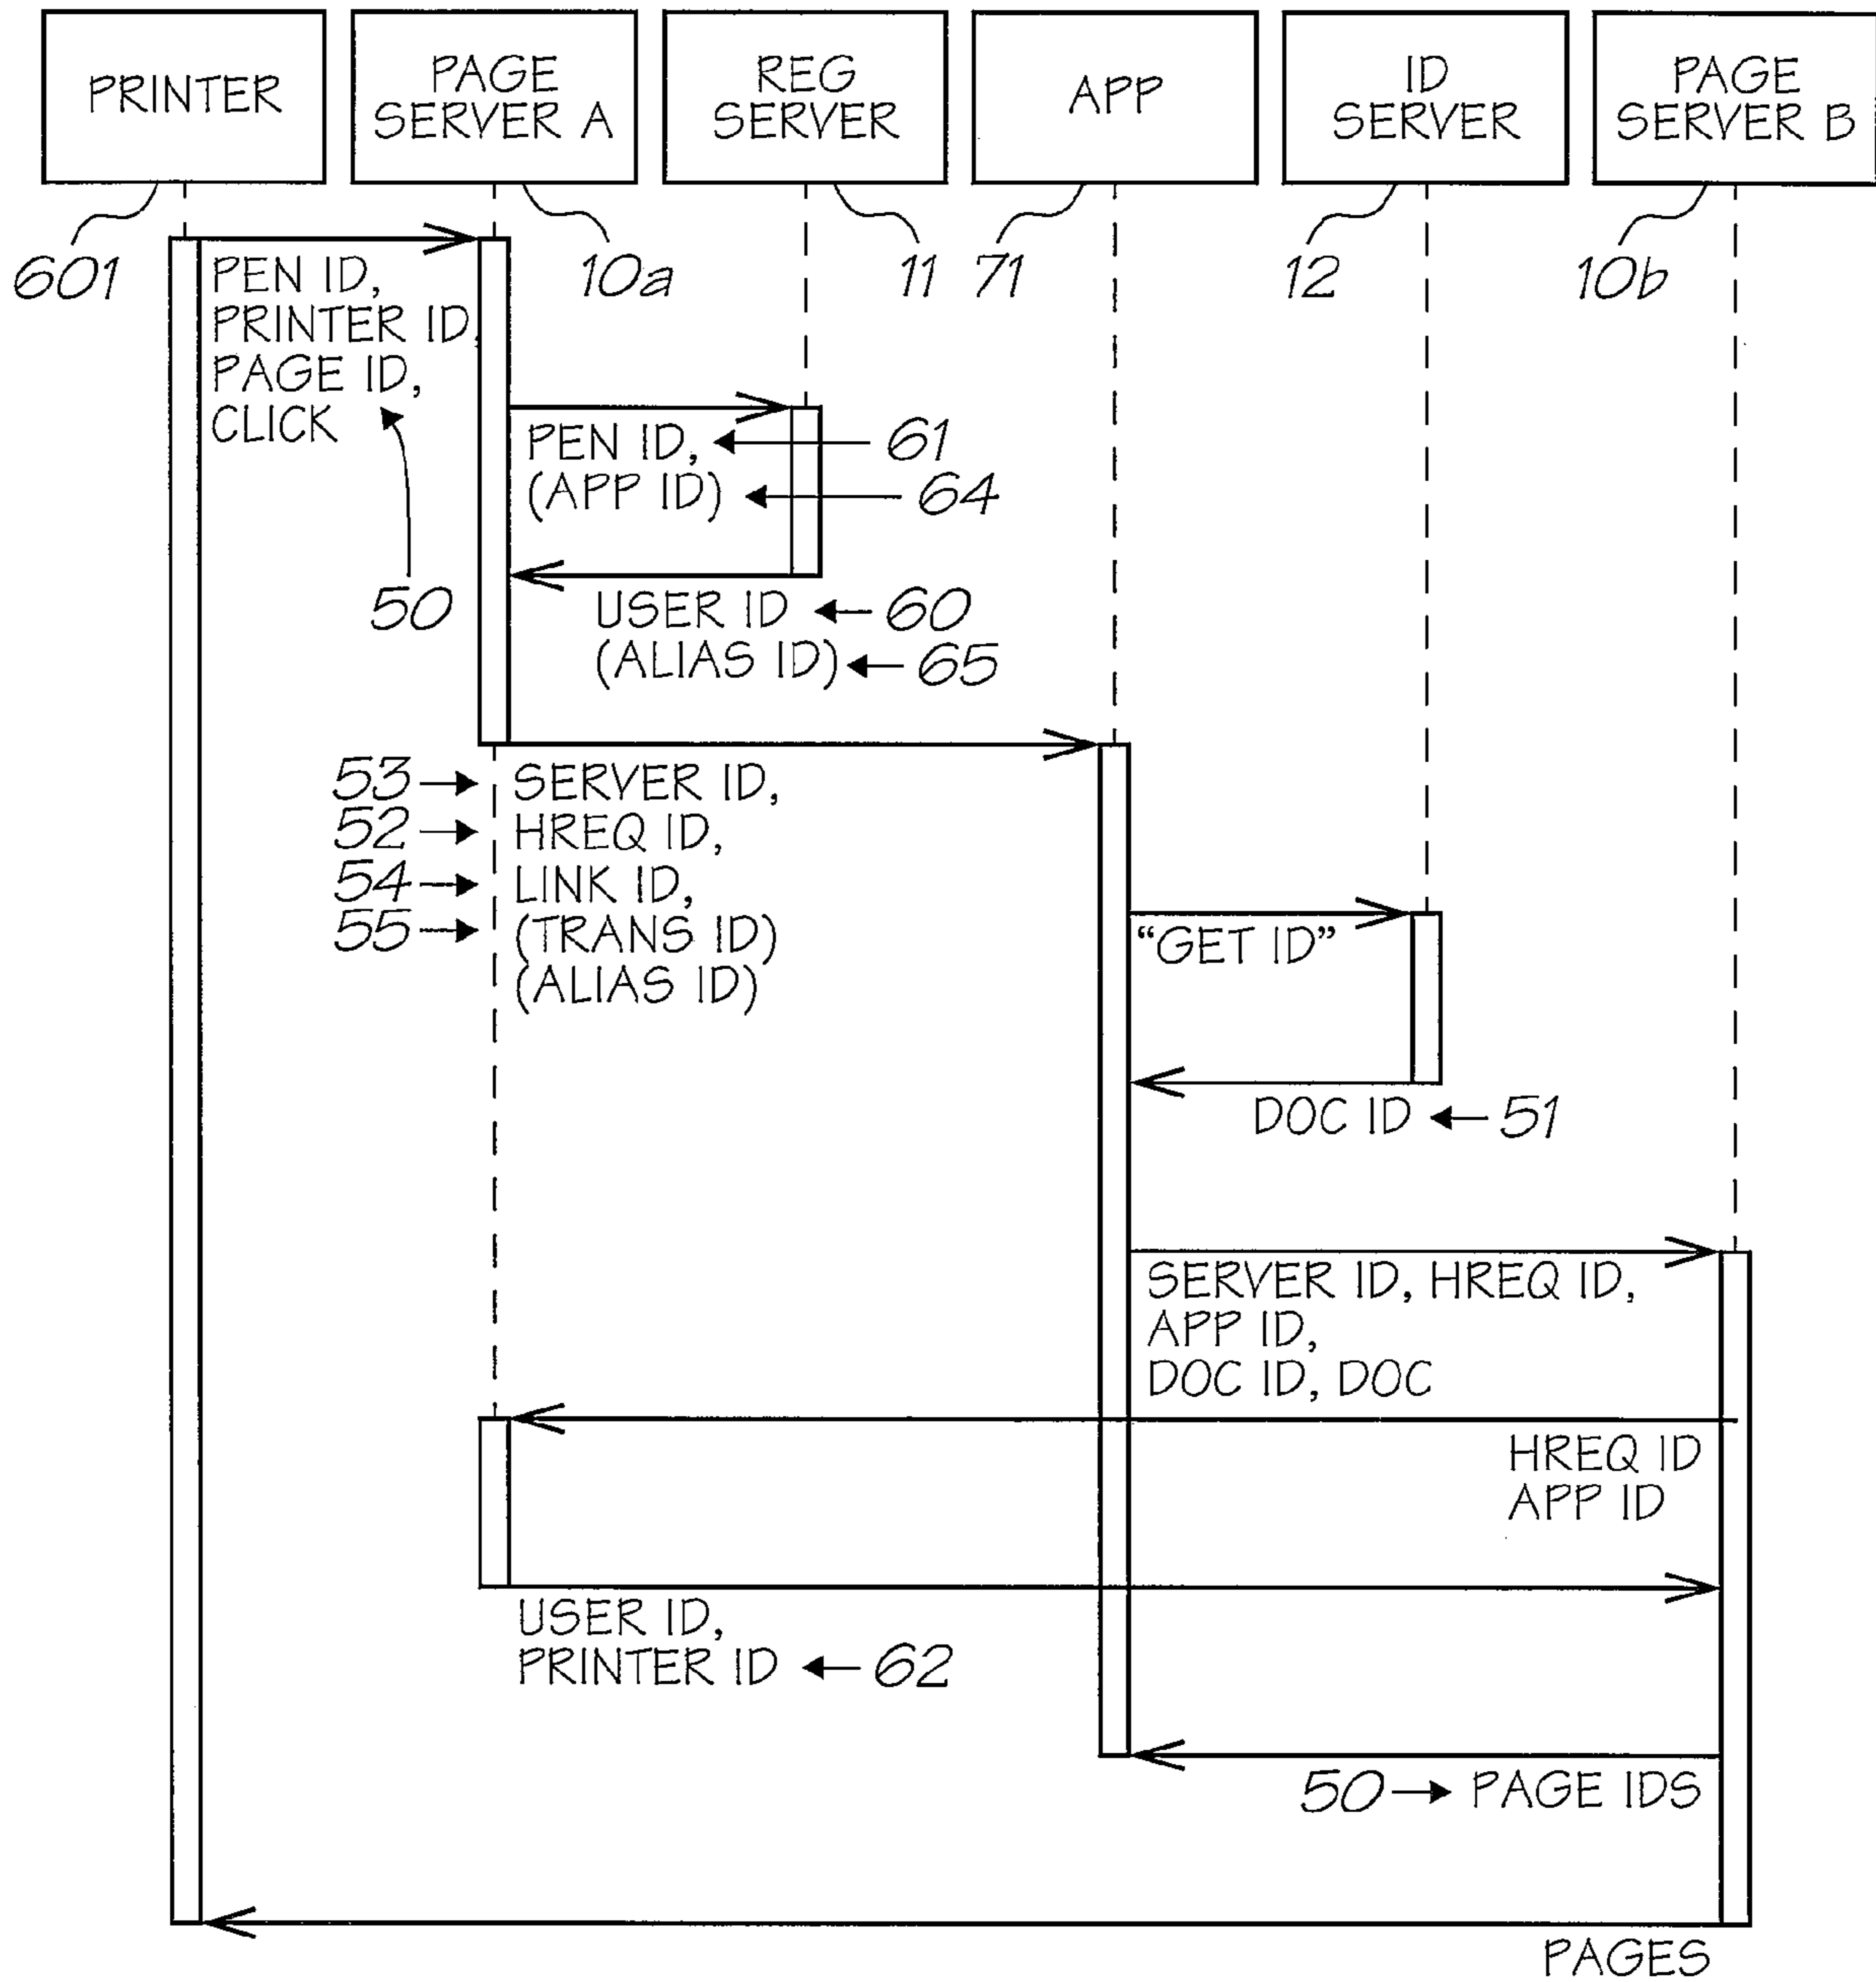 PRINTER
PAGE
SERVER A
REG
SERVER
APP
ID
SERVER
PAGE
SERVER B
601
10a
11
71
12
10b
PEN ID,
PRINTER ID,
PAGE ID,
CLICK
50
PEN ID,
61
(APP ID)
64
USER ID
60
(ALIAS ID)
65
53
SERVER ID,
52
HREQ ID,
54
LINK ID,
55
(TRANS ID)
(ALIAS ID)
“GET ID”
DOC ID
51
SERVER ID, HREQ ID,
APP ID,
DOC ID, DOC
HREQ ID
APP ID
USER ID,
PRINTER ID
62
50
PAGE IDS
PAGES